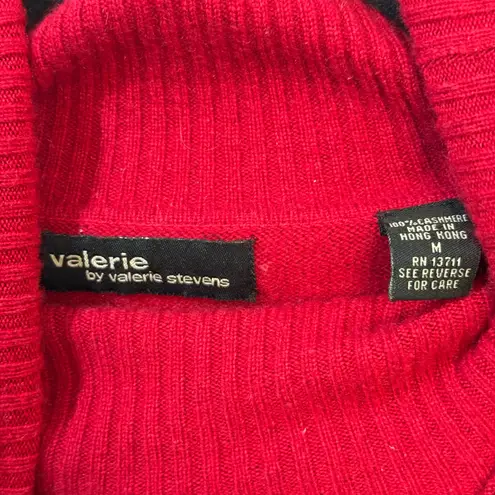 valerie
by valerie stevens
100% CASHMERE
MADE IN
HONG KONG
M
RN 13711
SEE REVERSE
FOR CARE